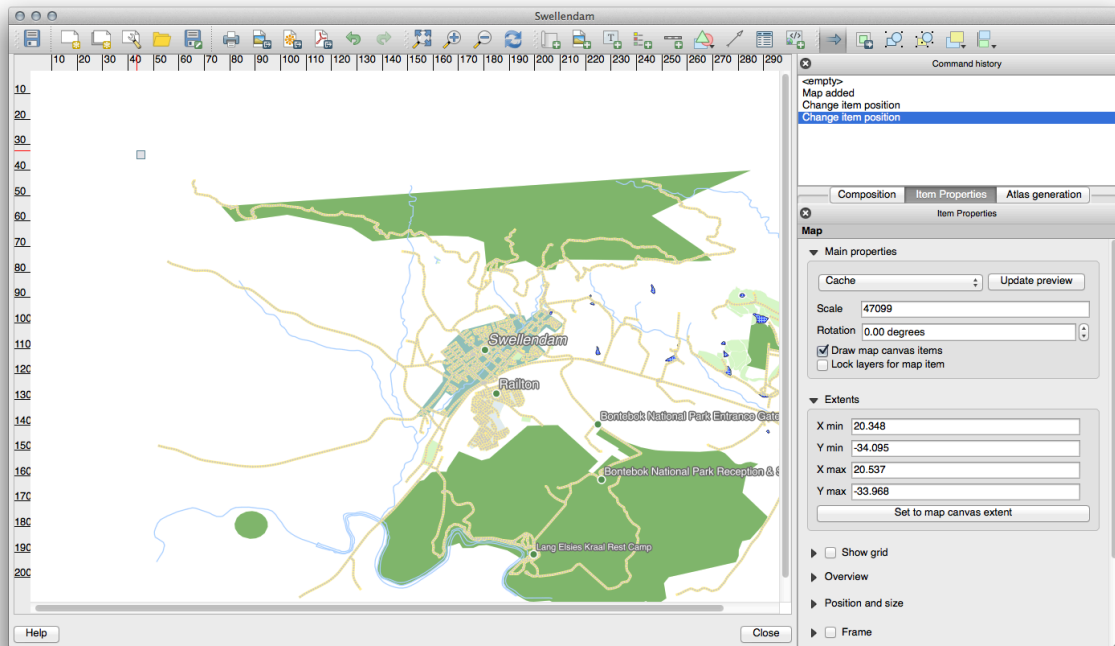 Swellendam
10 20 30 40 50 60 70 80 90 100 110 120 130 140 150 160 170 180 190 200 210 220 230 240 250 260 270 280 290
Command history
<empty>
Map added
Change item position
Change item position
10
20
30
40
50
60
70
80
90
100
110
120
130
140
150
160
170
180
190
200
Composition Item Properties Atlas generation
Item Properties
Map
Main properties
Cache Update preview
Scale 47099
Rotation 0.00 degrees
Draw map canvas items
Lock layers for map item
Extents
X min 20.348
Y min -34.095
X max 20.537
Y max -33.968
Set to map canvas extent
Show grid
Overview
Position and size
Frame
Swellendam
Railton
Bontebok National Park Entrance Gate
Bontebok National Park Reception &
Lang Elsies Kraal Rest Camp
Help Close